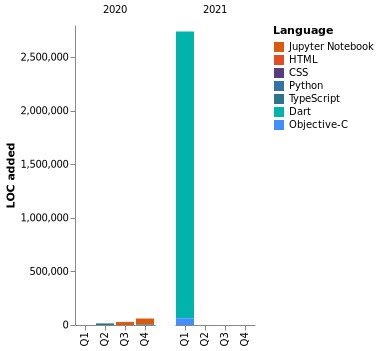 2020 2021
Language
Jupyter Notebook
HTML
CSS
Python
TypeScript
Dart
Objective-C
LOC added
2,500,000
2,000,000
1,500,000
1,000,000
500,000
0
Q1 Q2 Q3 Q4 Q1 Q2 Q3 Q4